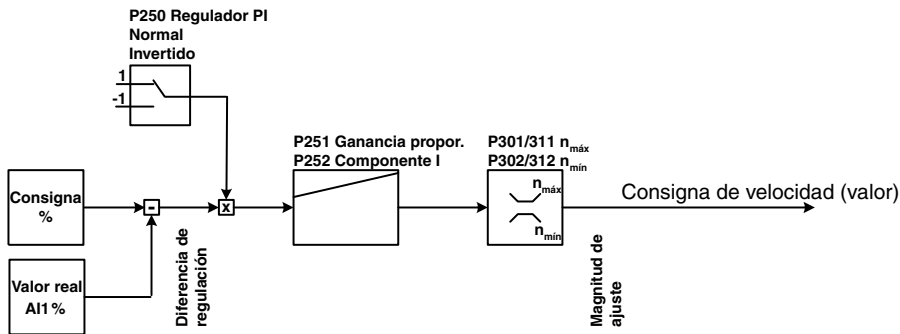 P250 Regulador PI
Normal
Invertido
1
-1
P251 Ganancia propor.
P252 Componente I
P301/311 nmáx
P302/312 nmín
nmáx
nmín
Consigna de velocidad (valor)
Consigna
%
-
x
Valor real
AI1%
Diferencia de
regulación
Magnitud de
ajuste